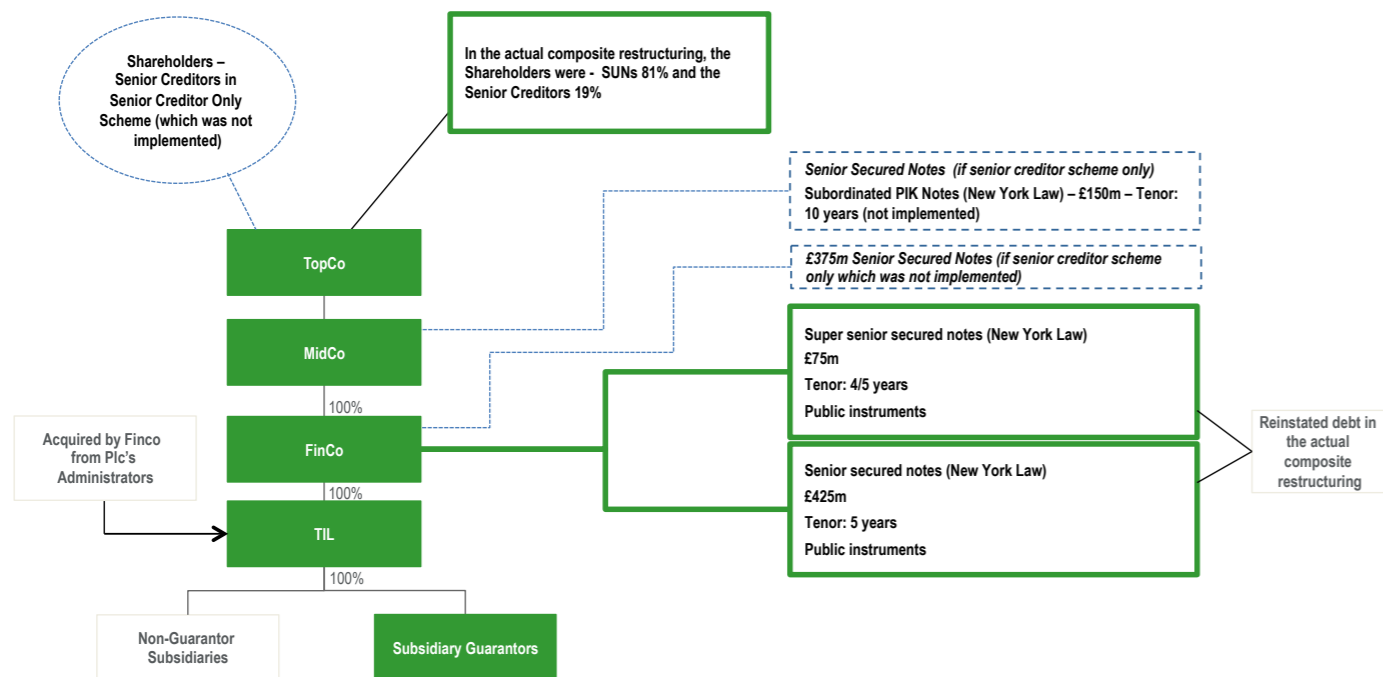 Shareholders –
Senior Creditors in
Senior Creditor Only
Scheme (which was not
implemented)
In the actual composite restructuring, the
Shareholders were - SUNs 81% and the
Senior Creditors 19%
Senior Secured Notes (if senior creditor scheme only)
Subordinated PIK Notes (New York Law) – £150m – Tenor:
10 years (not implemented)
TopCo
£375m Senior Secured Notes (if senior creditor scheme
only which was not implemented)
MidCo
Super senior secured notes (New York Law)
£75m
Tenor: 4/5 years
Public instruments
100%
Acquired by Finco
from Plc's
Administrators
FinCo
Reinstated debt in
the actual
composite
restructuring
Senior secured notes (New York Law)
£425m
Tenor: 5 years
Public instruments
100%
TIL
100%
Non-Guarantor
Subsidiaries
Subsidiary Guarantors